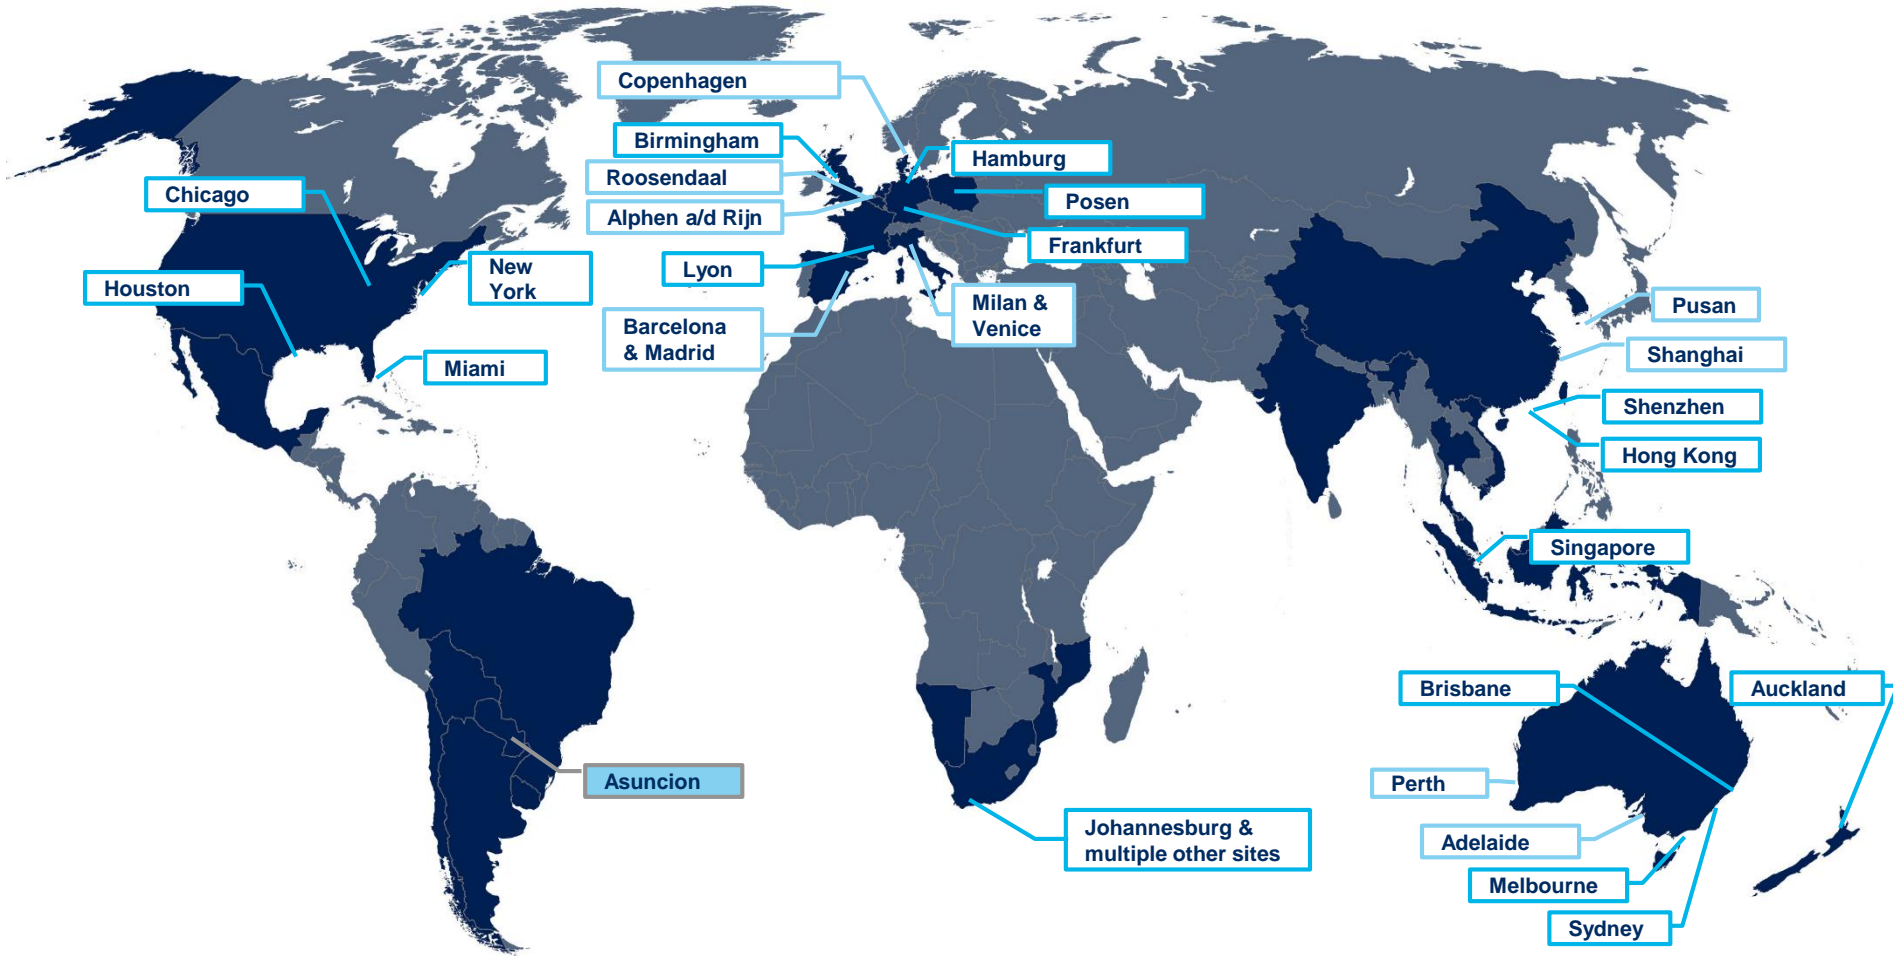 Copenhagen
Birmingham
Hamburg
Roosendaal
Chicago
Posen
Alphen a/d Rijn
Frankfurt
Lyon
New
York
Houston
Milan &
Venice
Pusan
Barcelona
& Madrid
Shanghai
Miami
Shenzhen
Hong Kong
Singapore
Brisbane
Auckland
Asuncion
Perth
Johannesburg &
multiple other sites
Adelaide
Melbourne
Sydney